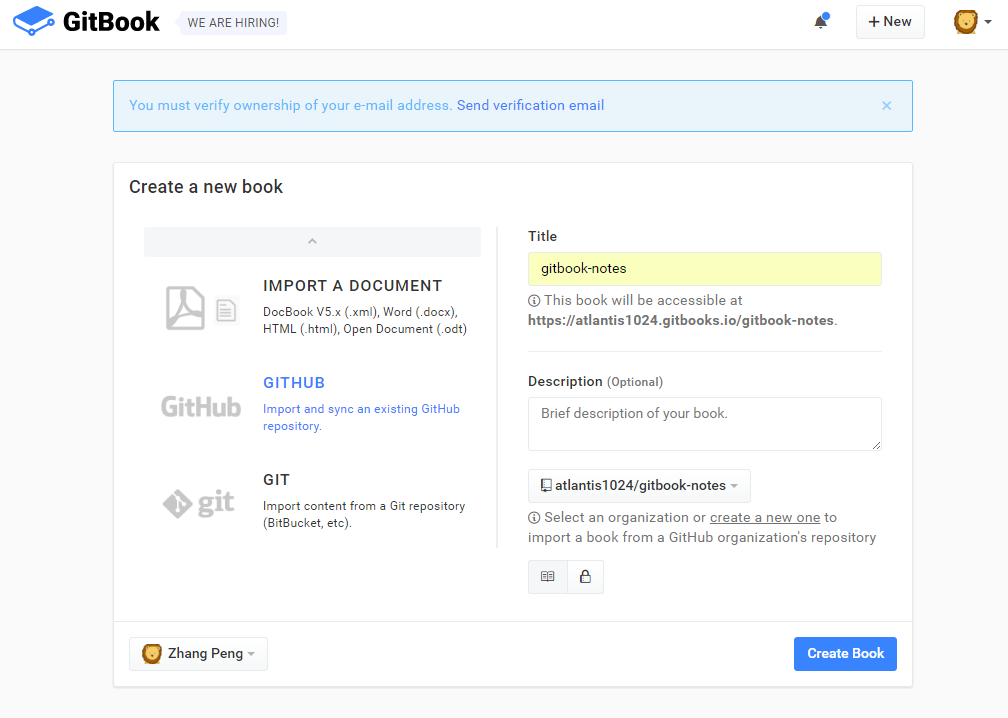 GitBook
WE ARE HIRING!
+ New
You must verify ownership of your e-mail address. Send verification email
×
Create a new book
IMPORT A DOCUMENT
DocBook V5.x (.xml), Word (.docx),
HTML (.html), Open Document (.odt)
GitHub
GITHUB
Import and sync an existing GitHub
repository.
git
GIT
Import content from a Git repository
(BitBucket, etc).
Title
gitbook-notes
This book will be accessible at
https://atlantis1024.gitbooks.io/gitbook-notes.
Description (Optional)
Brief description of your book.
atlantis1024/gitbook-notes
Select an organization or create a new one to
import a book from a GitHub organization's repository
Zhang Peng
Create Book